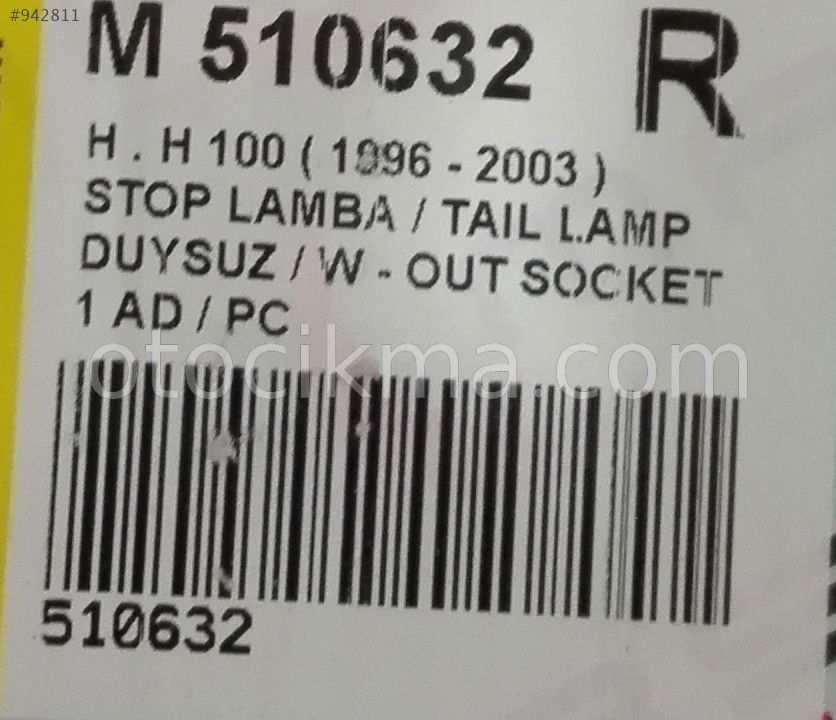 #942811
M 510632 R
H . H 100 ( 1996 - 2003 )
STOP LAMBA / TAIL LAMP
DUYSUZ / W - OUT SOCKET
1 AD / PC
otocikma.com
510632